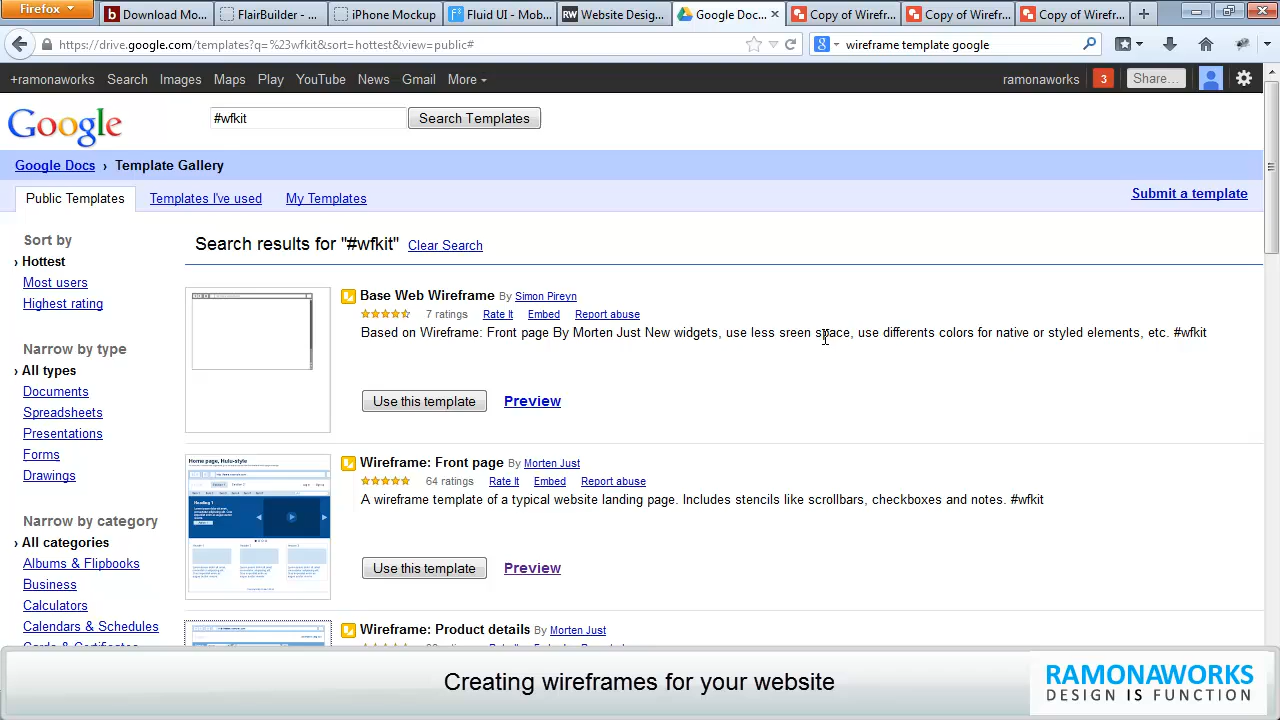 Firefox
Download Mo...
FlairBuilder - ...
iPhone Mockup
Fluid UI - Mob...
RW Website Desig...
Google Doc...
Copy of Wirefr...
Copy of Wirefr...
Copy of Wirefr...
https://drive.google.com/templates?q=%23wfkit&sort=hottest&view=public#
wireframe template google
+ramonaworks Search Images Maps Play YouTube News Gmail More
ramonaworks 3 Share...
Google
#wfkit
Search Templates
Google Docs › Template Gallery
Public Templates
Templates I've used
My Templates
Submit a template
Sort by
› Hottest
Most users
Highest rating
Narrow by type
› All types
Documents
Spreadsheets
Presentations
Forms
Drawings
Narrow by category
› All categories
Albums & Flipbooks
Business
Calculators
Calendars & Schedules
Search results for "#wfkit" Clear Search
Base Web Wireframe By Simon Pireyn
7 ratings Rate It Embed Report abuse
Based on Wireframe: Front page By Morten Just New widgets, use less sreen space, use differents colors for native or styled elements, etc. #wfkit
Use this template Preview
Home page, Hulu-style
Heading 1
Wireframe: Front page By Morten Just
64 ratings Rate It Embed Report abuse
A wireframe template of a typical website landing page. Includes stencils like scrollbars, checkboxes and notes. #wfkit
Use this template Preview
Wireframe: Product details By Morten Just
Creating wireframes for your website
RAMONAWORKS
DESIGN IS FUNCTION